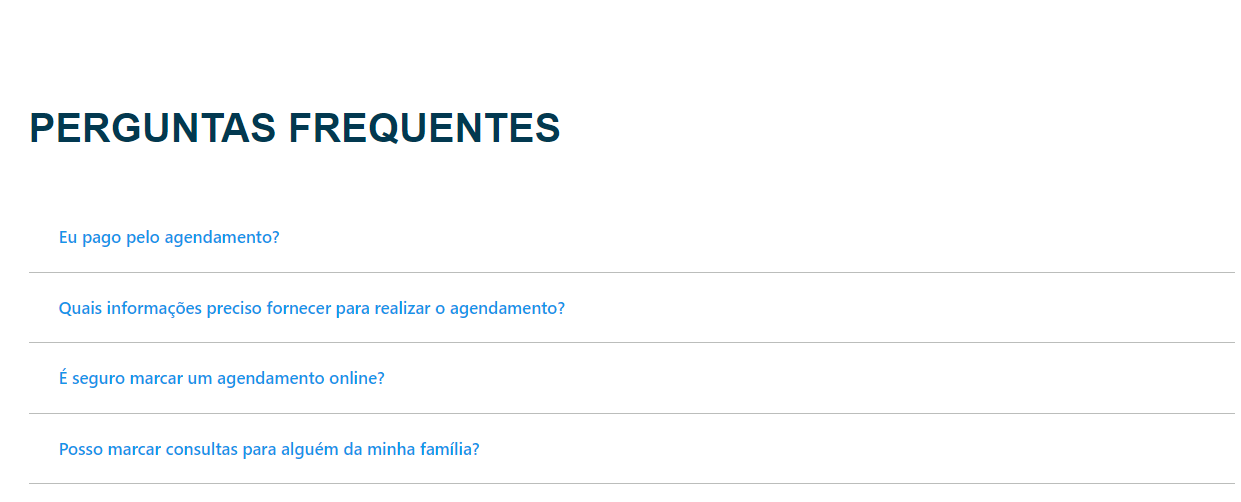 PERGUNTAS FREQUENTES
Eu pago pelo agendamento?
Quais informações preciso fornecer para realizar o agendamento?
É seguro marcar um agendamento online?
Posso marcar consultas para alguém da minha família?